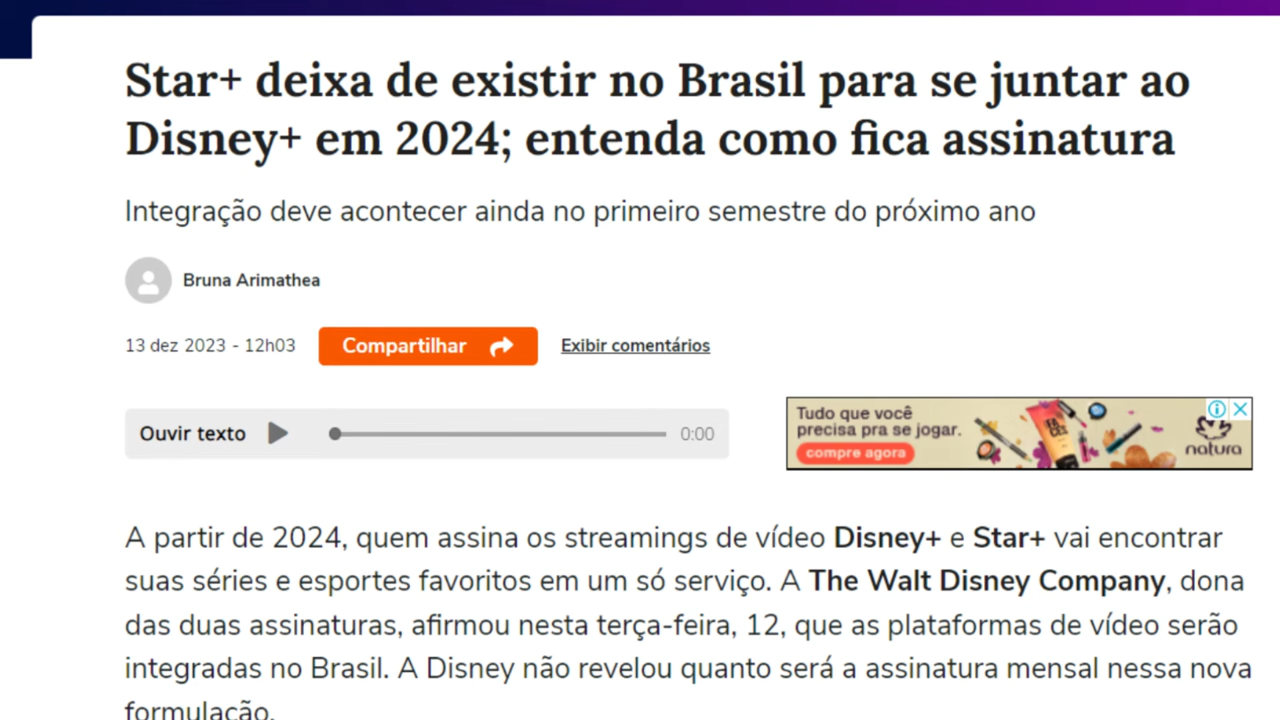 Star+ deixa de existir no Brasil para se juntar ao
Disney+ em 2024; entenda como fica assinatura
Integração deve acontecer ainda no primeiro semestre do próximo ano
Bruna Arimathea
13 dez 2023 - 12h03
Compartilhar
Exibir comentários
Ouvir texto
0:00
Tudo que você
precisa pra se jogar.
compre agora
natura
A partir de 2024, quem assina os streamings de vídeo Disney+ e Star+ vai encontrar
suas séries e esportes favoritos em um só serviço. A The Walt Disney Company, dona
das duas assinaturas, afirmou nesta terça-feira, 12, que as plataformas de vídeo serão
integradas no Brasil. A Disney não revelou quanto será a assinatura mensal nessa nova
formulação.